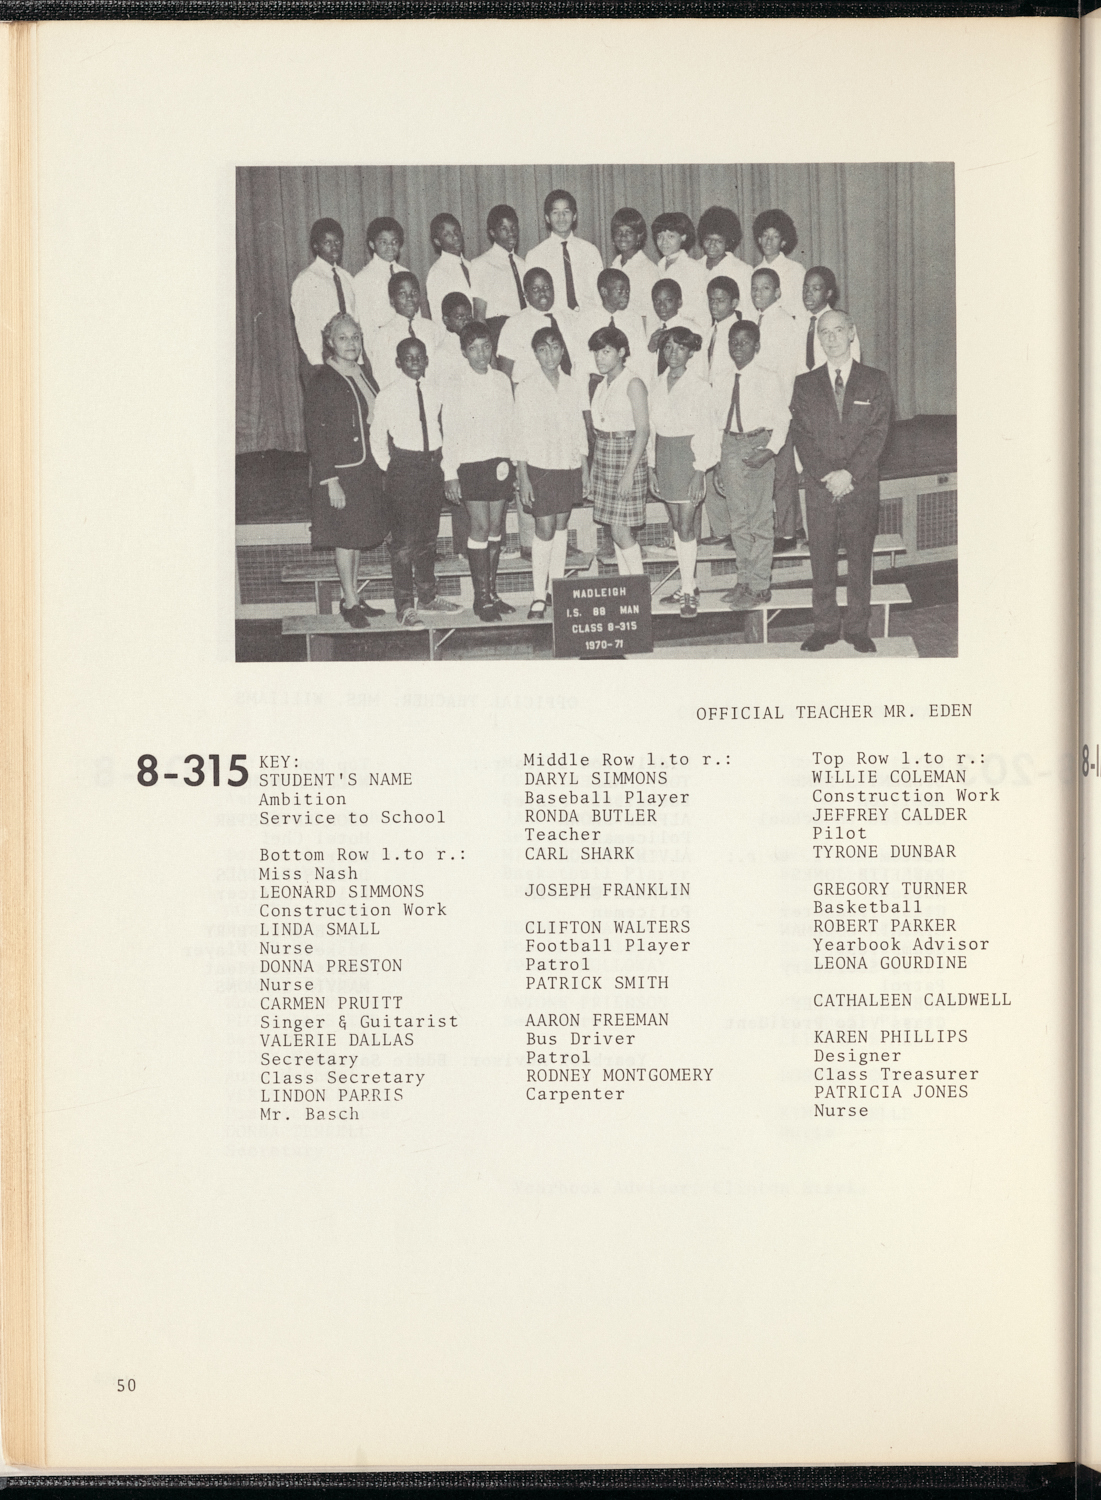 WADLEIGH
I.S. 88 MAN
CLASS 8-315
1970-71
OFFICIAL TEACHER MR. EDEN
8-315
KEY:
STUDENT'S NAME
Ambition
Service to School
Bottom Row l.to r.:
Miss Nash
LEONARD SIMMONS
Construction Work
LINDA SMALL
Nurse
DONNA PRESTON
Nurse
CARMEN PRUITT
Singer & Guitarist
VALERIE DALLAS
Secretary
Class Secretary
LINDON PARRIS
Mr. Basch
Middle Row l.to r.:
DARYL SIMMONS
Baseball Player
RONDA BUTLER
Teacher
CARL SHARK
JOSEPH FRANKLIN
CLIFTON WALTERS
Football Player
Patrol
PATRICK SMITH
AARON FREEMAN
Bus Driver
Patrol
RODNEY MONTGOMERY
Carpenter
Top Row l.to r.:
WILLIE COLEMAN
Construction Work
JEFFREY CALDER
Pilot
TYRONE DUNBAR
GREGORY TURNER
Basketball
ROBERT PARKER
Yearbook Advisor
LEONA GOURDINE
CATHALEEN CALDWELL
KAREN PHILLIPS
Designer
Class Treasurer
PATRICIA JONES
Nurse
50